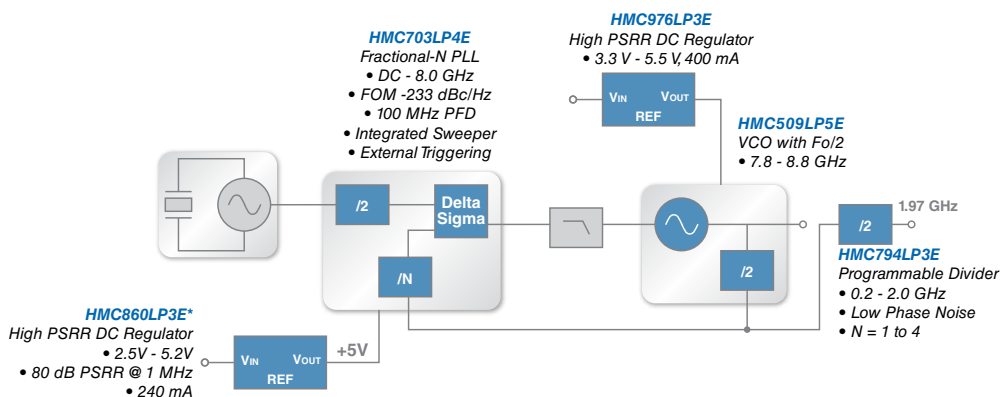 HMC703LP4E
Fractional-N PLL
• DC - 8.0 GHz
• FOM -233 dBc/Hz
• 100 MHz PFD
• Integrated Sweeper
• External Triggering
HMC976LP3E
High PSRR DC Regulator
• 3.3 V - 5.5 V, 400 mA
VIN VOUT
REF
HMC509LP5E
VCO with Fo/2
• 7.8 - 8.8 GHz
/2
Delta
Sigma
/N
/2
/2
1.97 GHz
HMC794LP3E
Programmable Divider
• 0.2 - 2.0 GHz
• Low Phase Noise
• N = 1 to 4
HMC860LP3E*
High PSRR DC Regulator
• 2.5V - 5.2V
• 80 dB PSRR @ 1 MHz
• 240 mA
VIN VOUT
REF
+5V